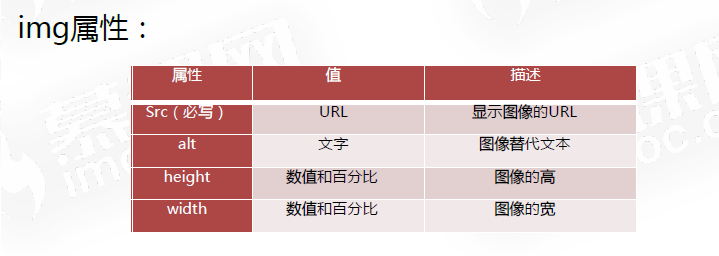 img属性：
属性 值 描述
Src（必写） URL 显示图像的URL
alt 文字 图像替代文本
height 数值和百分比 图像的高
width 数值和百分比 图像的宽